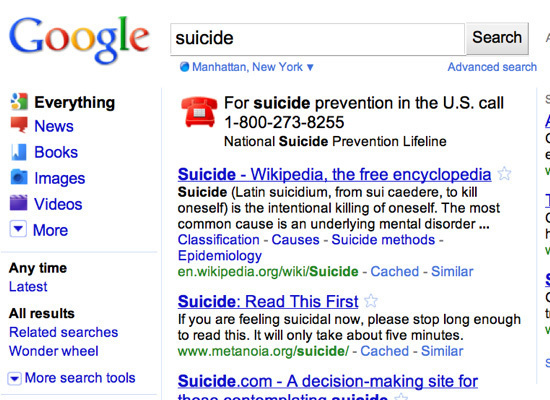 Google
suicide
Search
Manhattan, New York ▼
Advanced search
Everything
News
Books
Images
Videos
More
Any time
Latest
All results
Related searches
Wonder wheel
More search tools
For suicide prevention in the U.S. call
1-800-273-8255
National Suicide Prevention Lifeline
Suicide - Wikipedia, the free encyclopedia
Suicide (Latin suicidium, from sui caedere, to kill
oneself) is the intentional killing of oneself. The most
common cause is an underlying mental disorder ...
Classification - Causes - Suicide methods -
Epidemiology
en.wikipedia.org/wiki/Suicide - Cached - Similar
Suicide: Read This First
If you are feeling suicidal now, please stop long enough
to read this. It will only take about five minutes.
www.metanoia.org/suicide/ - Cached - Similar
Suicide.com - A decision-making site for
those contemplating suicide